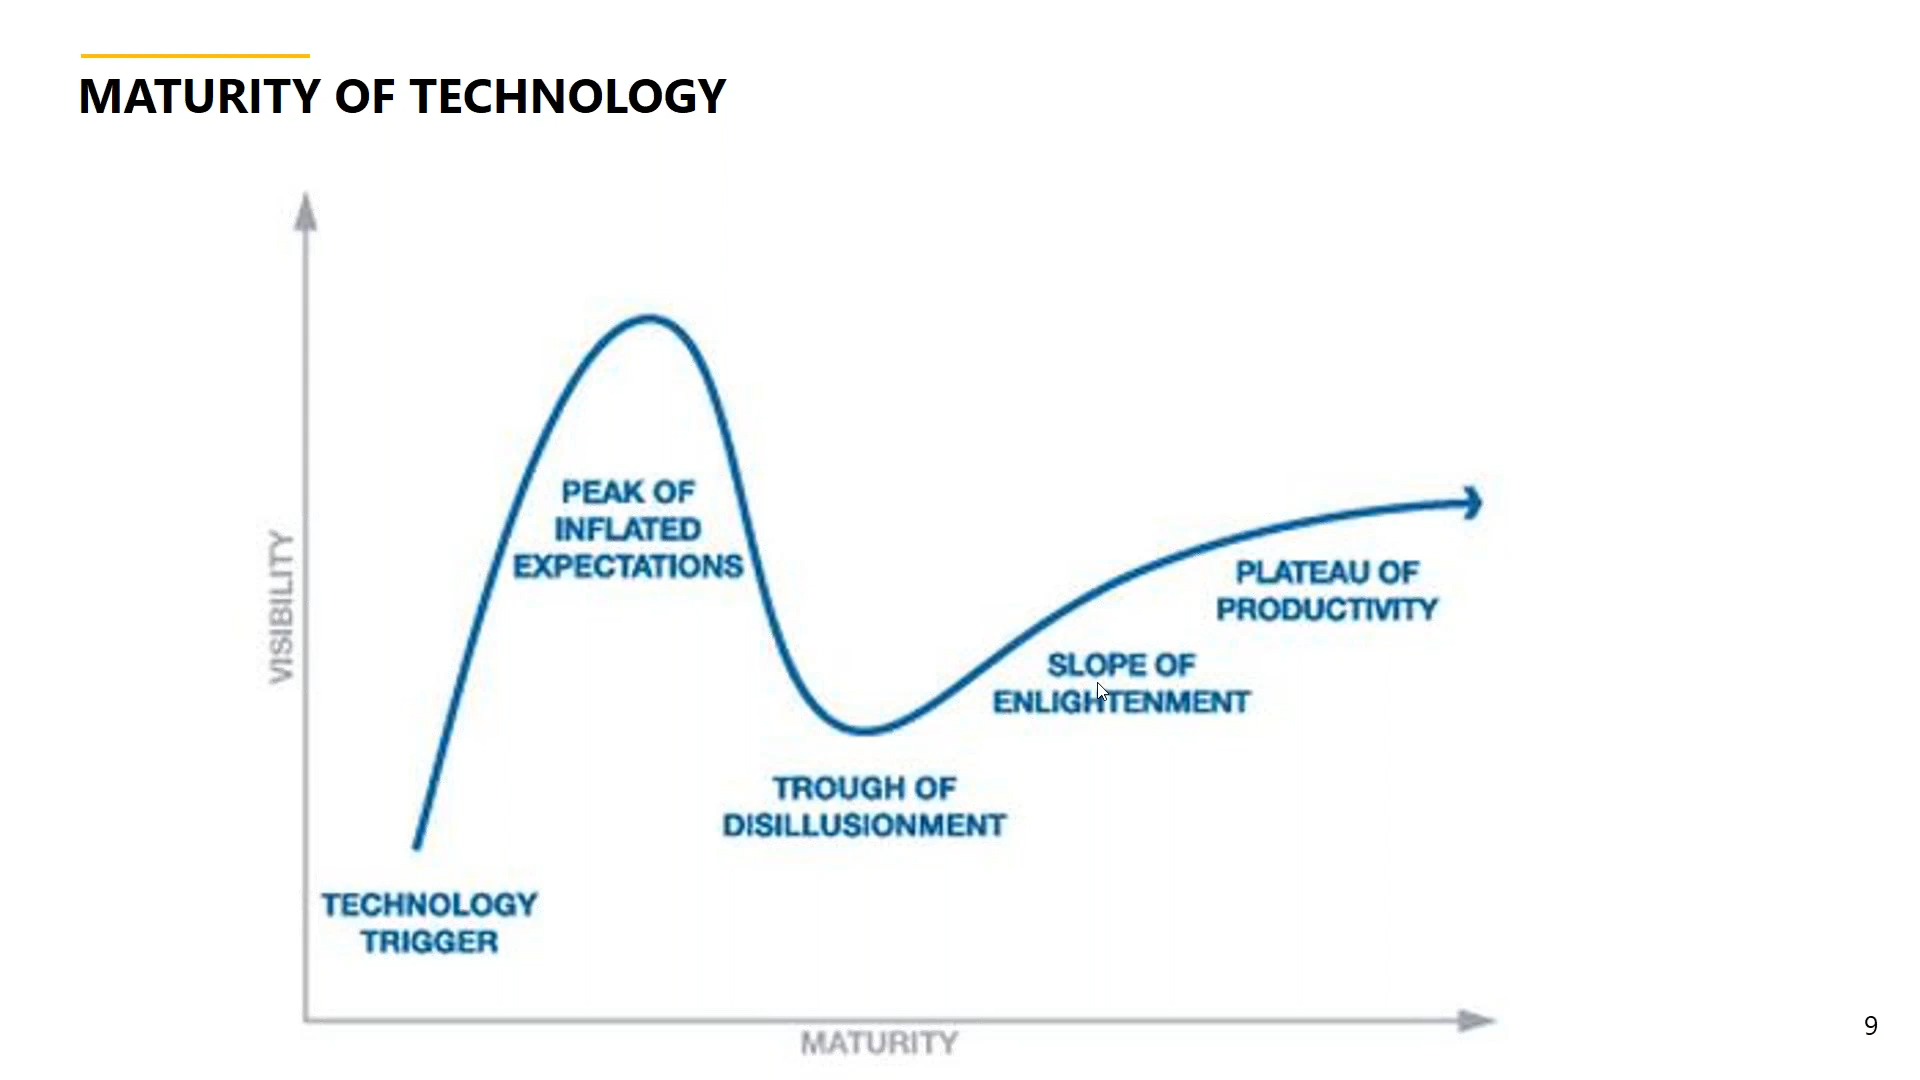 MATURITY OF TECHNOLOGY
VISIBILITY
PEAK OF
INFLATED
EXPECTATIONS
PLATEAU OF
PRODUCTIVITY
SLOPE OF
ENLIGHTENMENT
TROUGH OF
DISILLUSIONMENT
TECHNOLOGY
TRIGGER
MATURITY
9